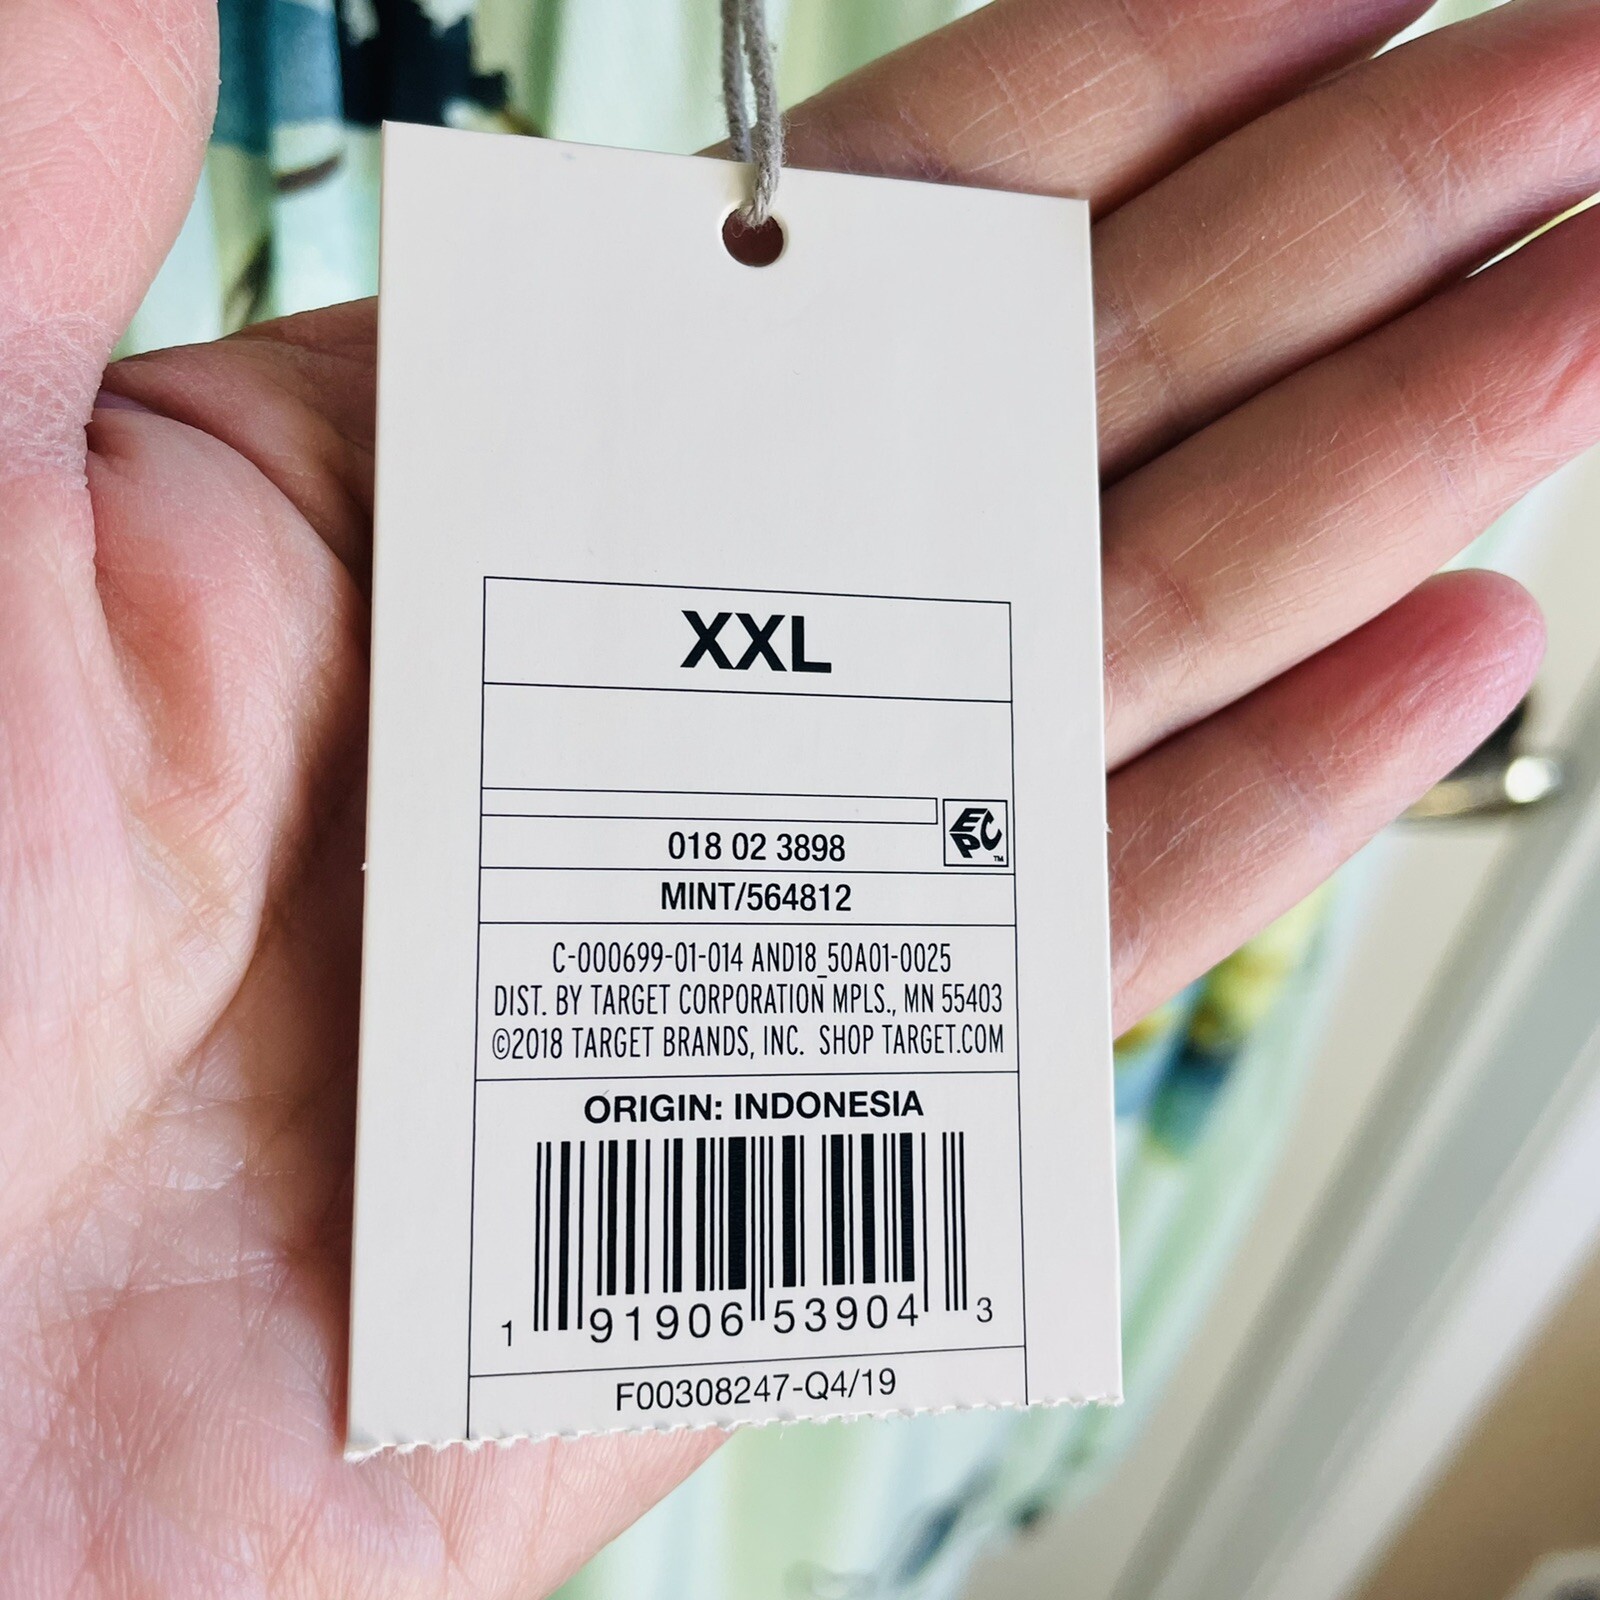 XXL
EPC™
018 02 3898
MINT/564812
C-000699-01-014 AND18_50A01-0025
DIST. BY TARGET CORPORATION MPLS., MN 55403
©2018 TARGET BRANDS, INC. SHOP TARGET.COM
ORIGIN: INDONESIA
1 91906 53904 3
F00308247-Q4/19